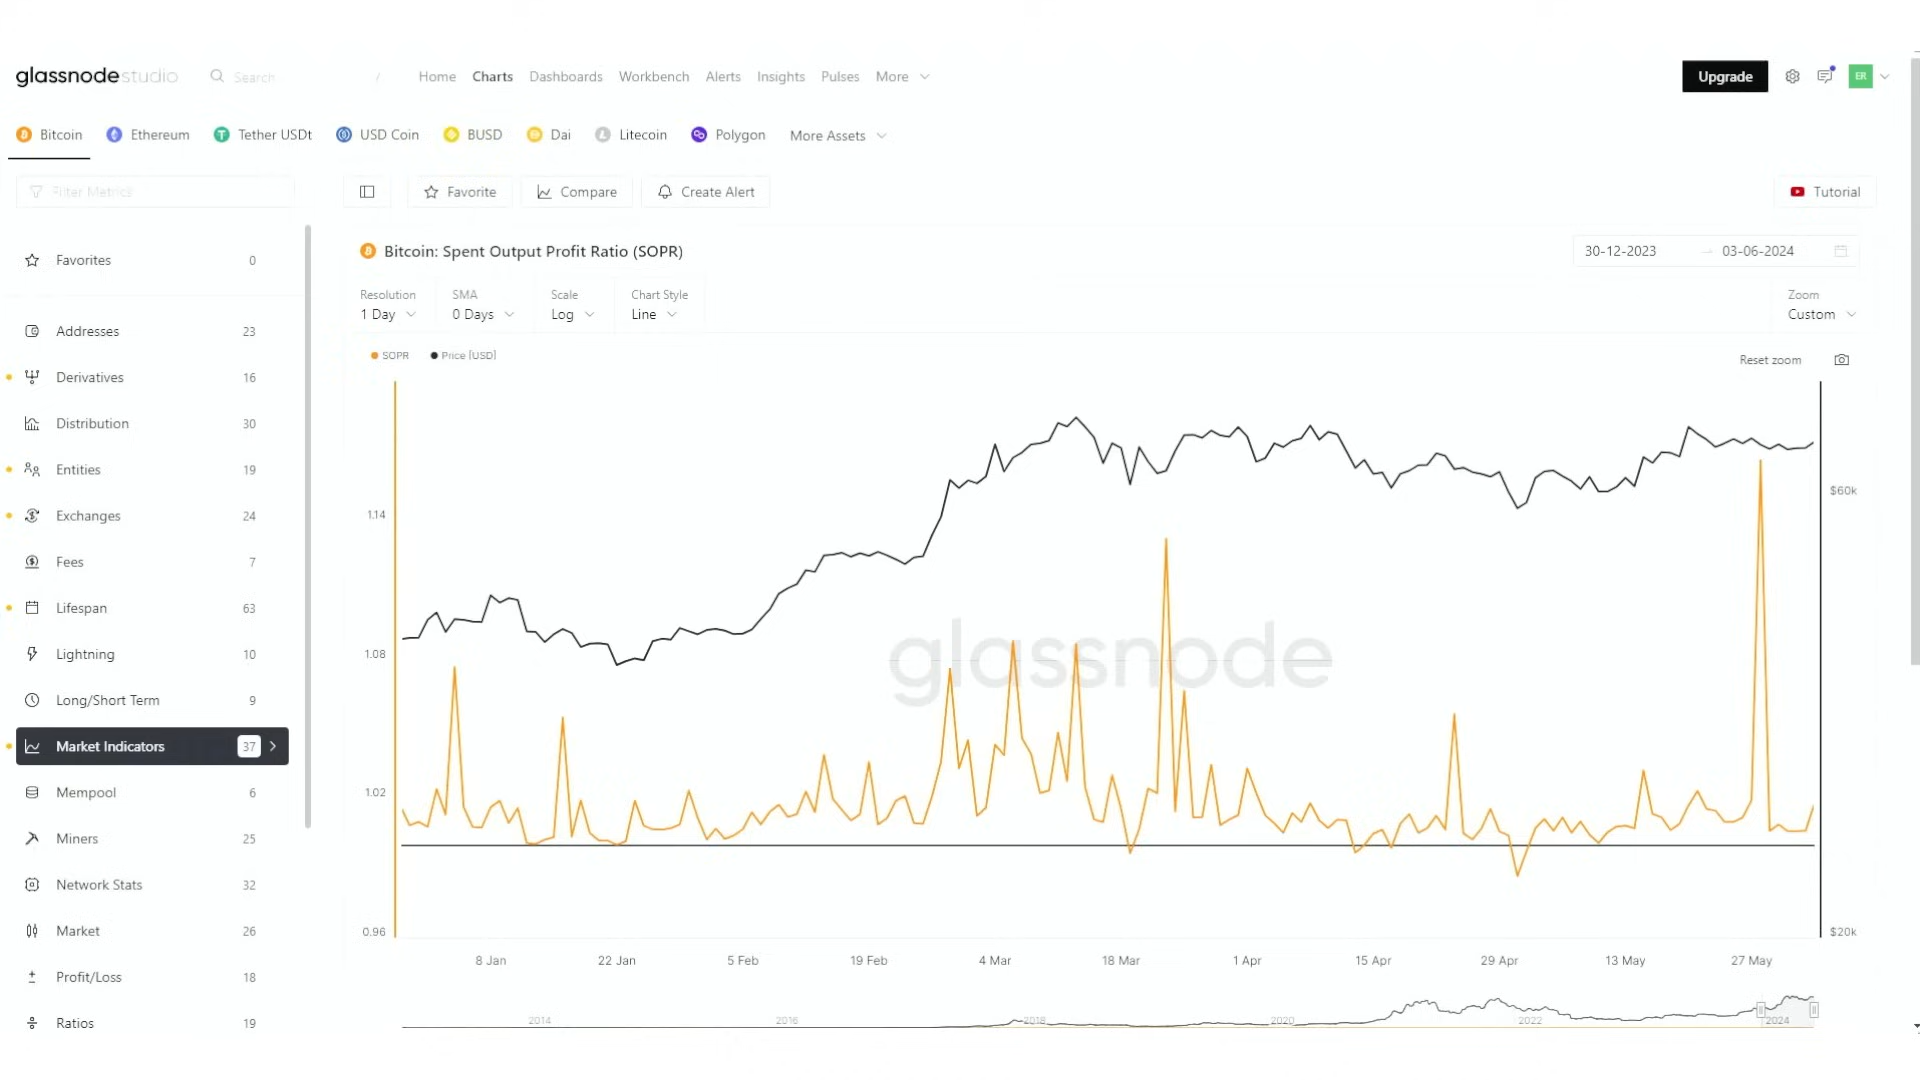 glassnode studio Search / Home Charts Dashboards Workbench Alerts Insights Pulses More Upgrade ER
Bitcoin Ethereum Tether USDt USD Coin BUSD Dai Litecoin Polygon More Assets
Filter Metrics Favorite Compare Create Alert Tutorial
Favorites 0
Addresses 23
Derivatives 16
Distribution 30
Entities 19
Exchanges 24
Fees 7
Lifespan 63
Lightning 10
Long/Short Term 9
Market Indicators 37
Mempool 6
Miners 25
Network Stats 32
Market 26
Profit/Loss 18
Ratios 19
Bitcoin: Spent Output Profit Ratio (SOPR) 30-12-2023 → 03-06-2024
Resolution SMA Scale Chart Style Zoom
1 Day 0 Days Log Line Custom
SOPR Price [USD] Reset zoom
1.14
1.08
1.02
0.96
$60k
$20k
glassnode
8 Jan 22 Jan 5 Feb 19 Feb 4 Mar 18 Mar 1 Apr 15 Apr 29 Apr 13 May 27 May
2014 2016 2018 2020 2022 2024